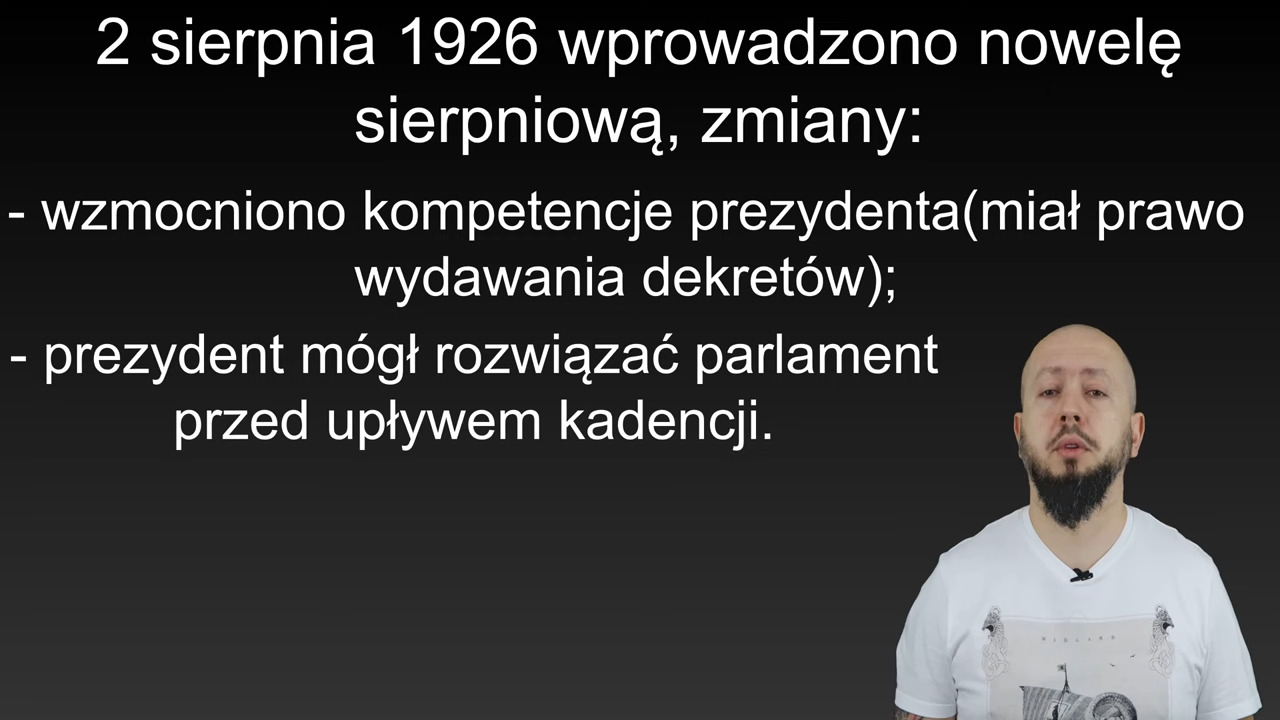 2 sierpnia 1926 wprowadzono nowelę
sierpniową, zmiany:
- wzmocniono kompetencje prezydenta(miał prawo
wydawania dekretów);
- prezydent mógł rozwiązać parlament
przed upływem kadencji.